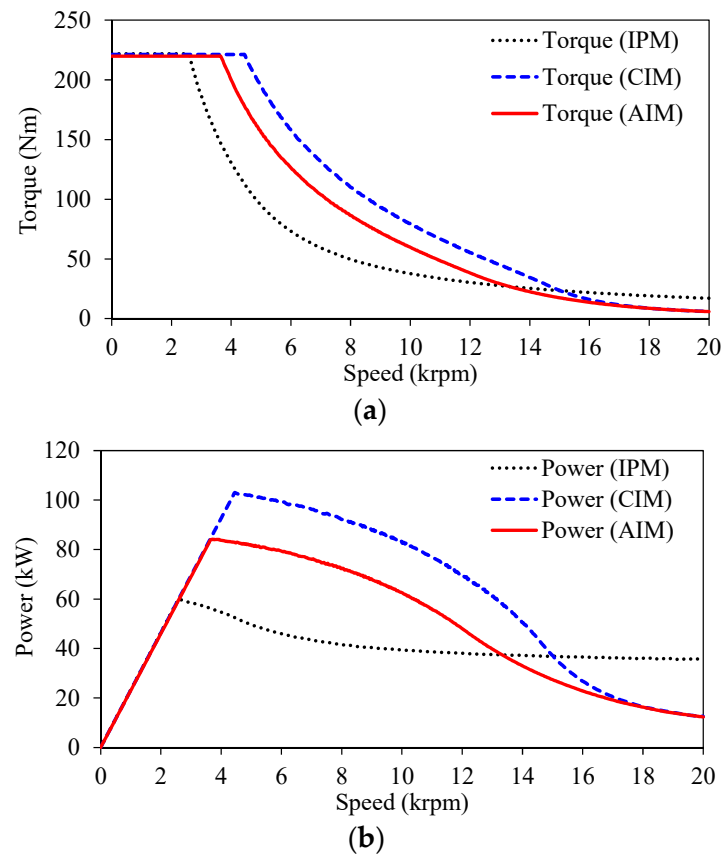 250
200
150
100
50
0
Torque (Nm)
Torque (IPM)
Torque (CIM)
Torque (AIM)
0 2 4 6 8 10 12 14 16 18 20
Speed (krpm)
(a)
120
100
80
60
40
20
0
Power (kW)
Power (IPM)
Power (CIM)
Power (AIM)
0 2 4 6 8 10 12 14 16 18 20
Speed (krpm)
(b)